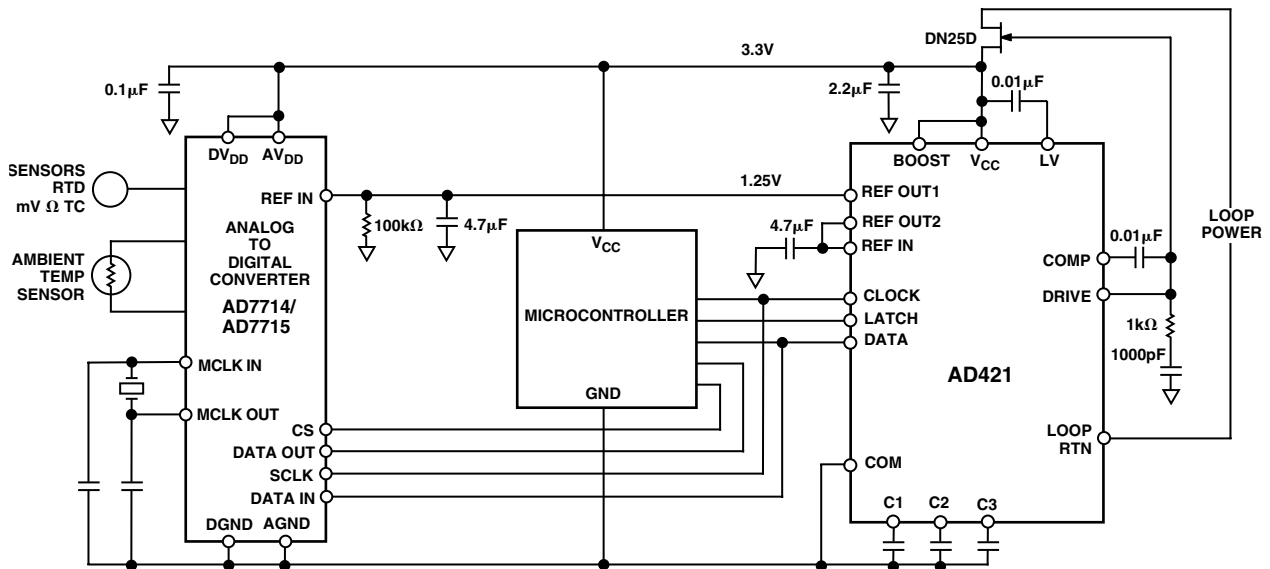 DN25D
3.3V
0.1µF
2.2µF
0.01µF
DVDD
AVDD
BOOST
VCC
LV
SENSORS
RTD
mV Ω TC
REF IN
1.25V
REF OUT1
100kΩ
4.7µF
4.7µF
REF OUT2
REF IN
LOOP
POWER
ANALOG
TO
DIGITAL
CONVERTER
AD7714/
AD7715
VCC
0.01µF
COMP
AMBIENT
TEMP
SENSOR
MICROCONTROLLER
CLOCK
LATCH
DATA
DRIVE
1kΩ
1000pF
MCLK IN
AD421
GND
MCLK OUT
CS
DATA OUT
SCLK
DATA IN
LOOP
RTN
COM
DGND
AGND
C1
C2
C3